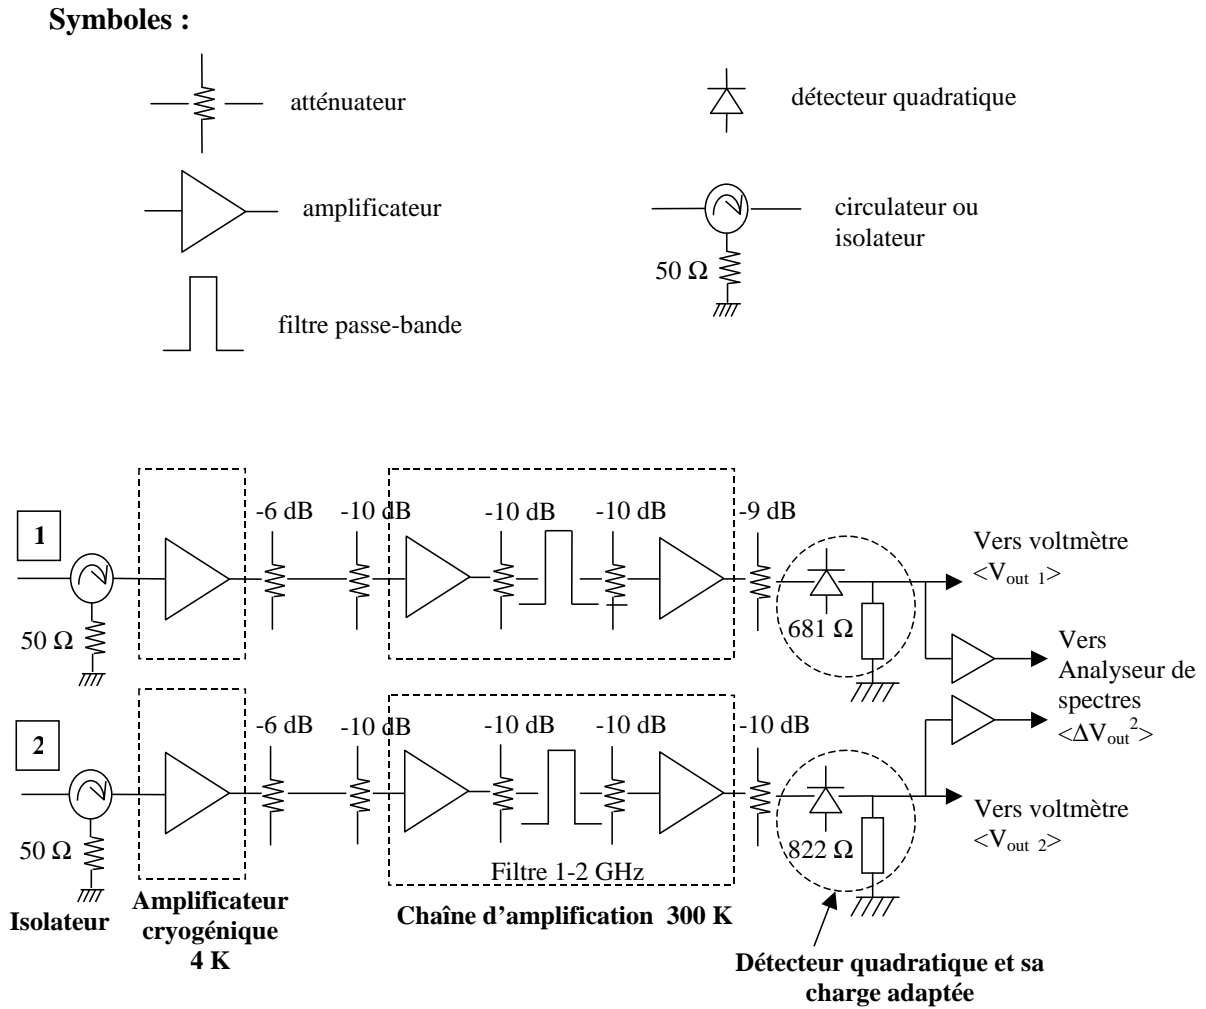 Symboles :
atténuateur
détecteur quadratique
amplificateur
circulateur ou
isolateur
50 Ω
filtre passe-bande
-6 dB
-10 dB
-10 dB
-10 dB
-9 dB
1
Vers voltmètre
<Vout 1>
50 Ω
681 Ω
Vers
Analyseur de
spectres
<ΔVout²>
-6 dB
-10 dB
-10 dB
-10 dB
-10 dB
2
Vers voltmètre
<Vout 2>
50 Ω
822 Ω
Filtre 1-2 GHz
Isolateur
Amplificateur
cryogénique
4 K
Chaîne d'amplification 300 K
Détecteur quadratique et sa
charge adaptée